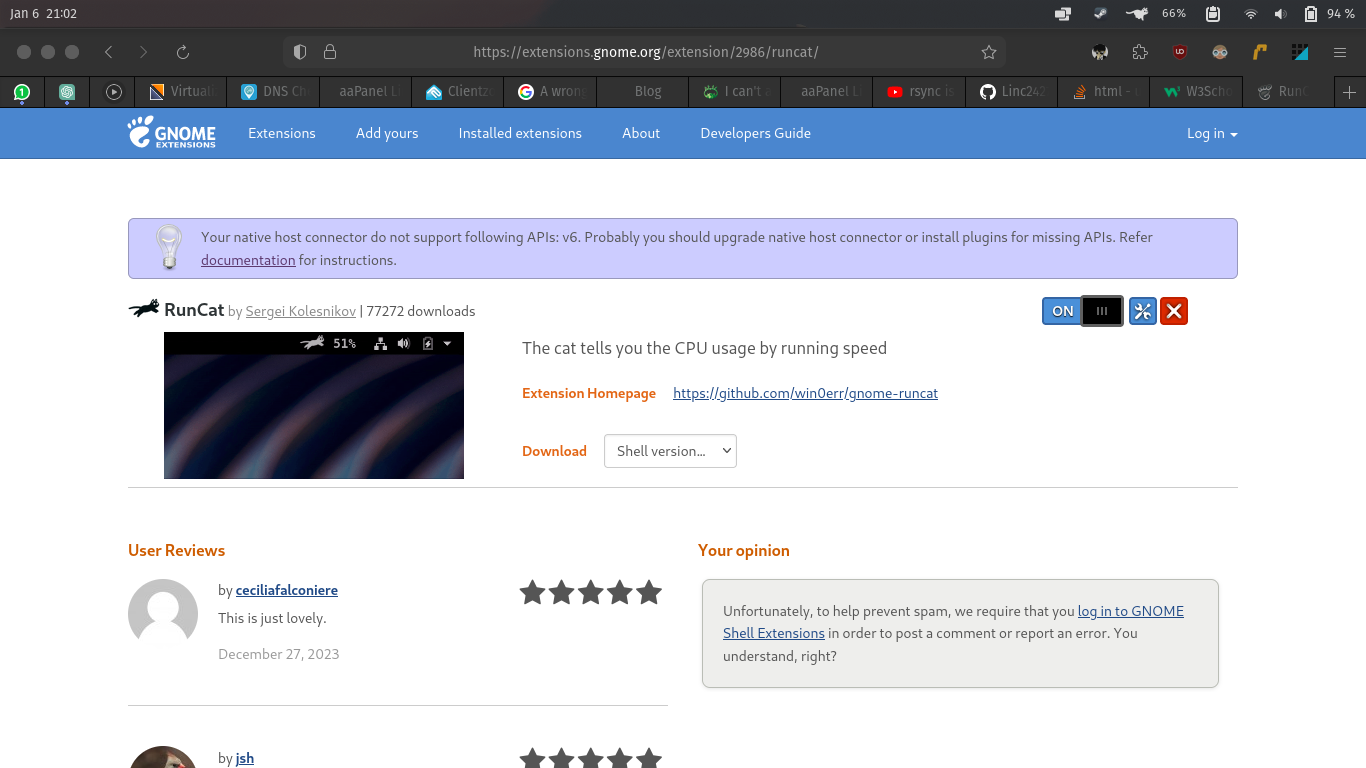 Jan 6 21:02
66%
94 %
https://extensions.gnome.org/extension/2986/runcat/
1
Virtuali
DNS Ch
aaPanel Li
Clientze
A wrong
Blog
I can't a
aaPanel Li
rsync is
Linc242
html -
W3Scho
RunC
GNOME
EXTENSIONS
Extensions
Add yours
Installed extensions
About
Developers Guide
Log in
Your native host connector do not support following APIs: v6. Probably you should upgrade native host connector or install plugins for missing APIs. Refer
documentation for instructions.
RunCat by Sergei Kolesnikov | 77272 downloads
ON
51%
The cat tells you the CPU usage by running speed
Extension Homepage https://github.com/win0err/gnome-runcat
Download Shell version...
User Reviews
by ceciliafalconiere
This is just lovely.
December 27, 2023
by jsh
Your opinion
Unfortunately, to help prevent spam, we require that you log in to GNOME
Shell Extensions in order to post a comment or report an error. You
understand, right?